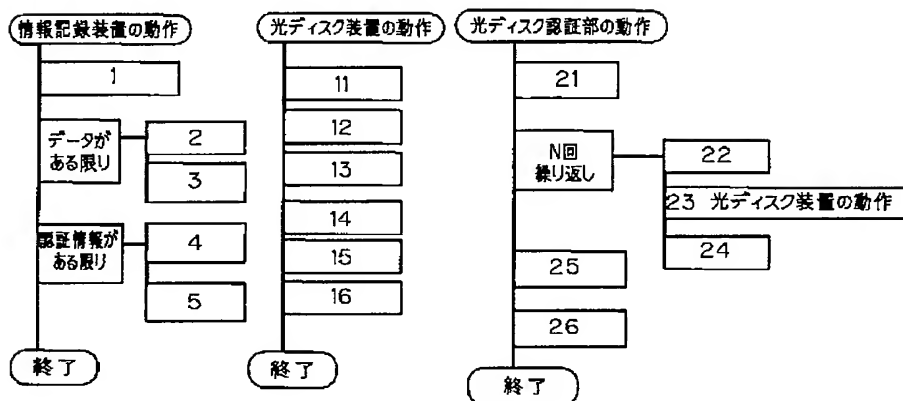 情報記録装置の動作
1
データが
ある限り
2
3
認証情報が
ある限り
4
5
終了
光ディスク装置の動作
11
12
13
14
15
16
終了
光ディスク認証部の動作
21
N回
繰り返し
22
23 光ディスク装置の動作
24
25
26
終了